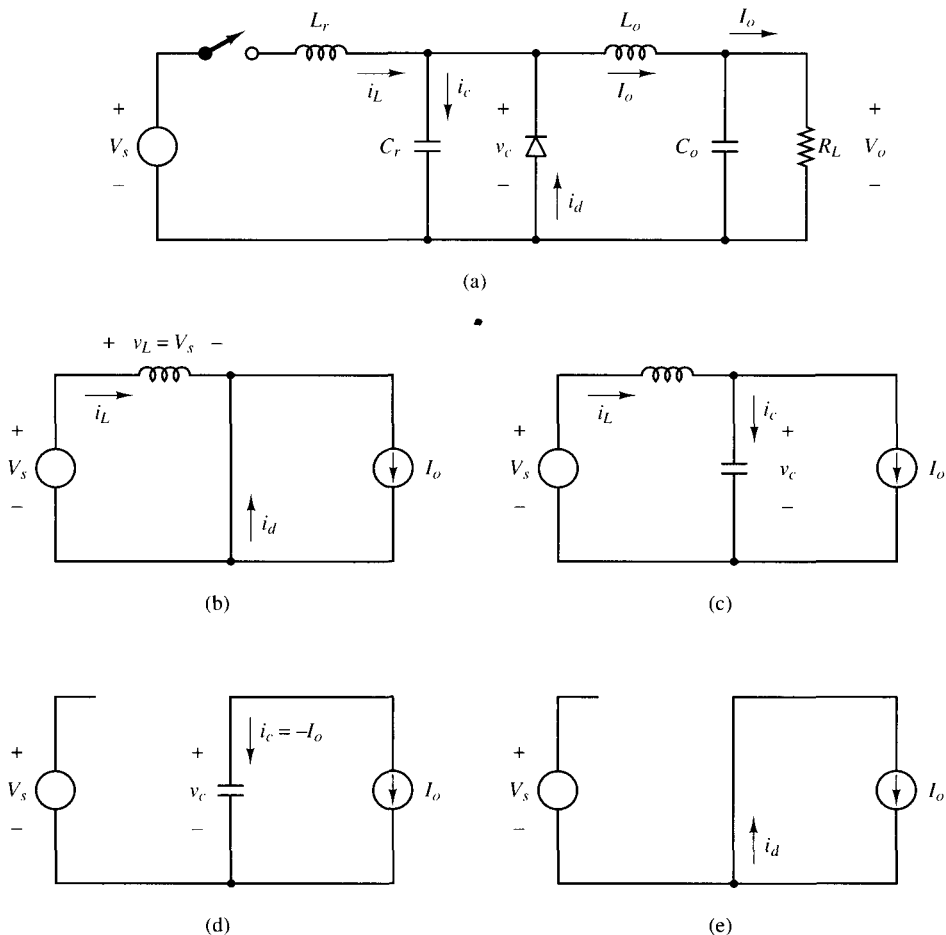 L_r
L_o
I_o
i_L
i_c
I_o
+
V_s
−
C_r
+
v_c
−
i_d
C_o
R_L
+
V_o
−
(a)
+ v_L = V_s −
i_L
+
V_s
−
i_d
I_o
(b)
i_L
i_c
+
V_s
−
+
v_c
−
I_o
(c)
i_c = −I_o
+
V_s
−
+
v_c
−
I_o
(d)
+
V_s
−
i_d
I_o
(e)